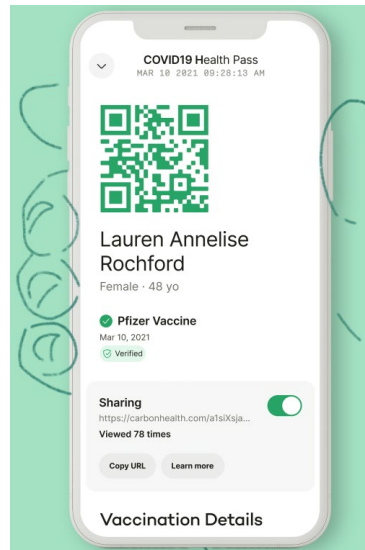 COVID19 Health Pass
MAR 10 2021 09:28:13 AM
Lauren Annelise
Rochford
Female · 48 yo
Pfizer Vaccine
Mar 10, 2021
Verified
Sharing
https://carbonhealth.com/a1siXsja...
Viewed 78 times
Copy URL Learn more
Vaccination Details